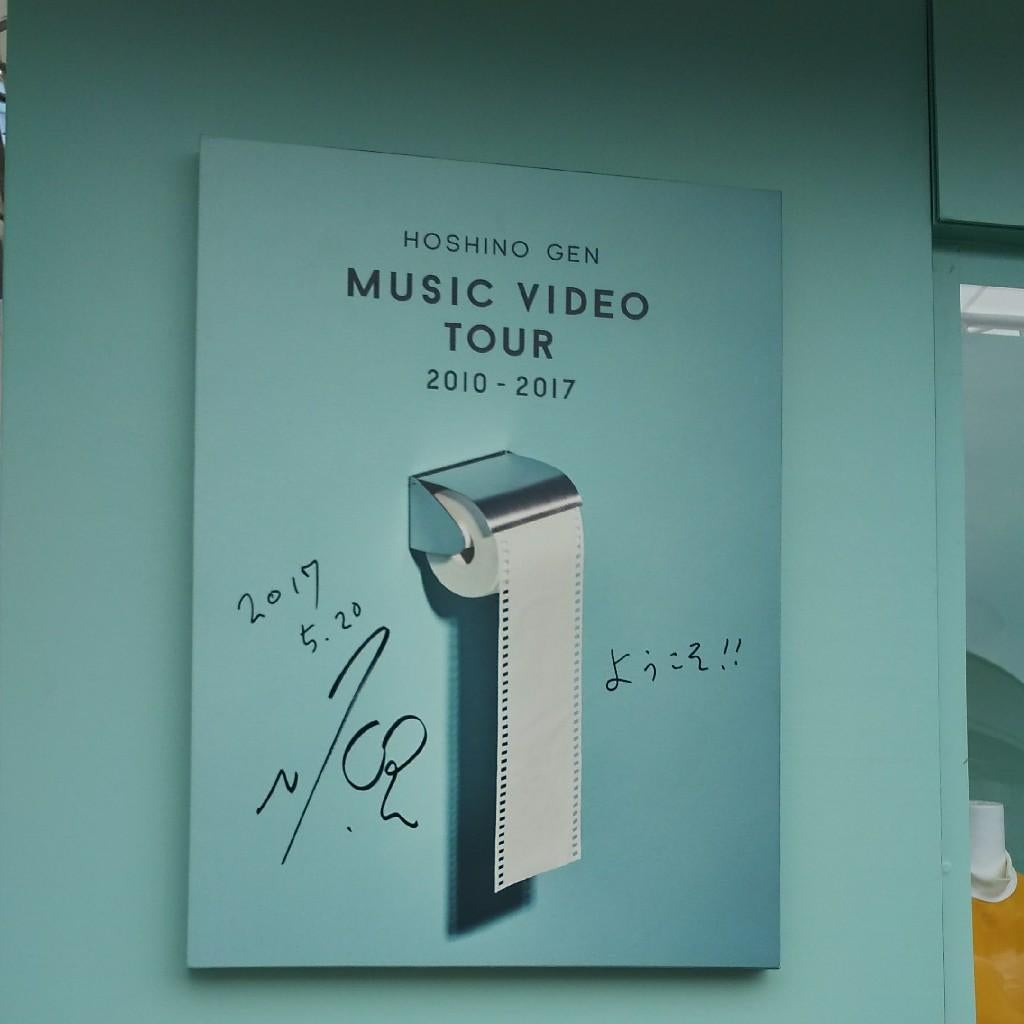 HOSHINO GEN
MUSIC VIDEO
TOUR
2010 - 2017
2017
5.20
ようこそ!!